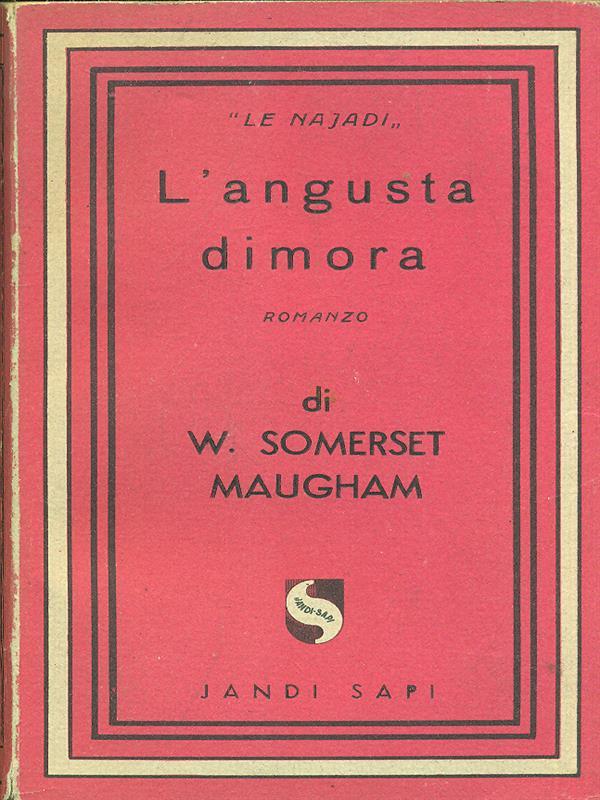 "LE NAJADI„
L'angusta
dimora
ROMANZO
di
W. SOMERSET
MAUGHAM
JANDI-SAPI
JANDI SAPI